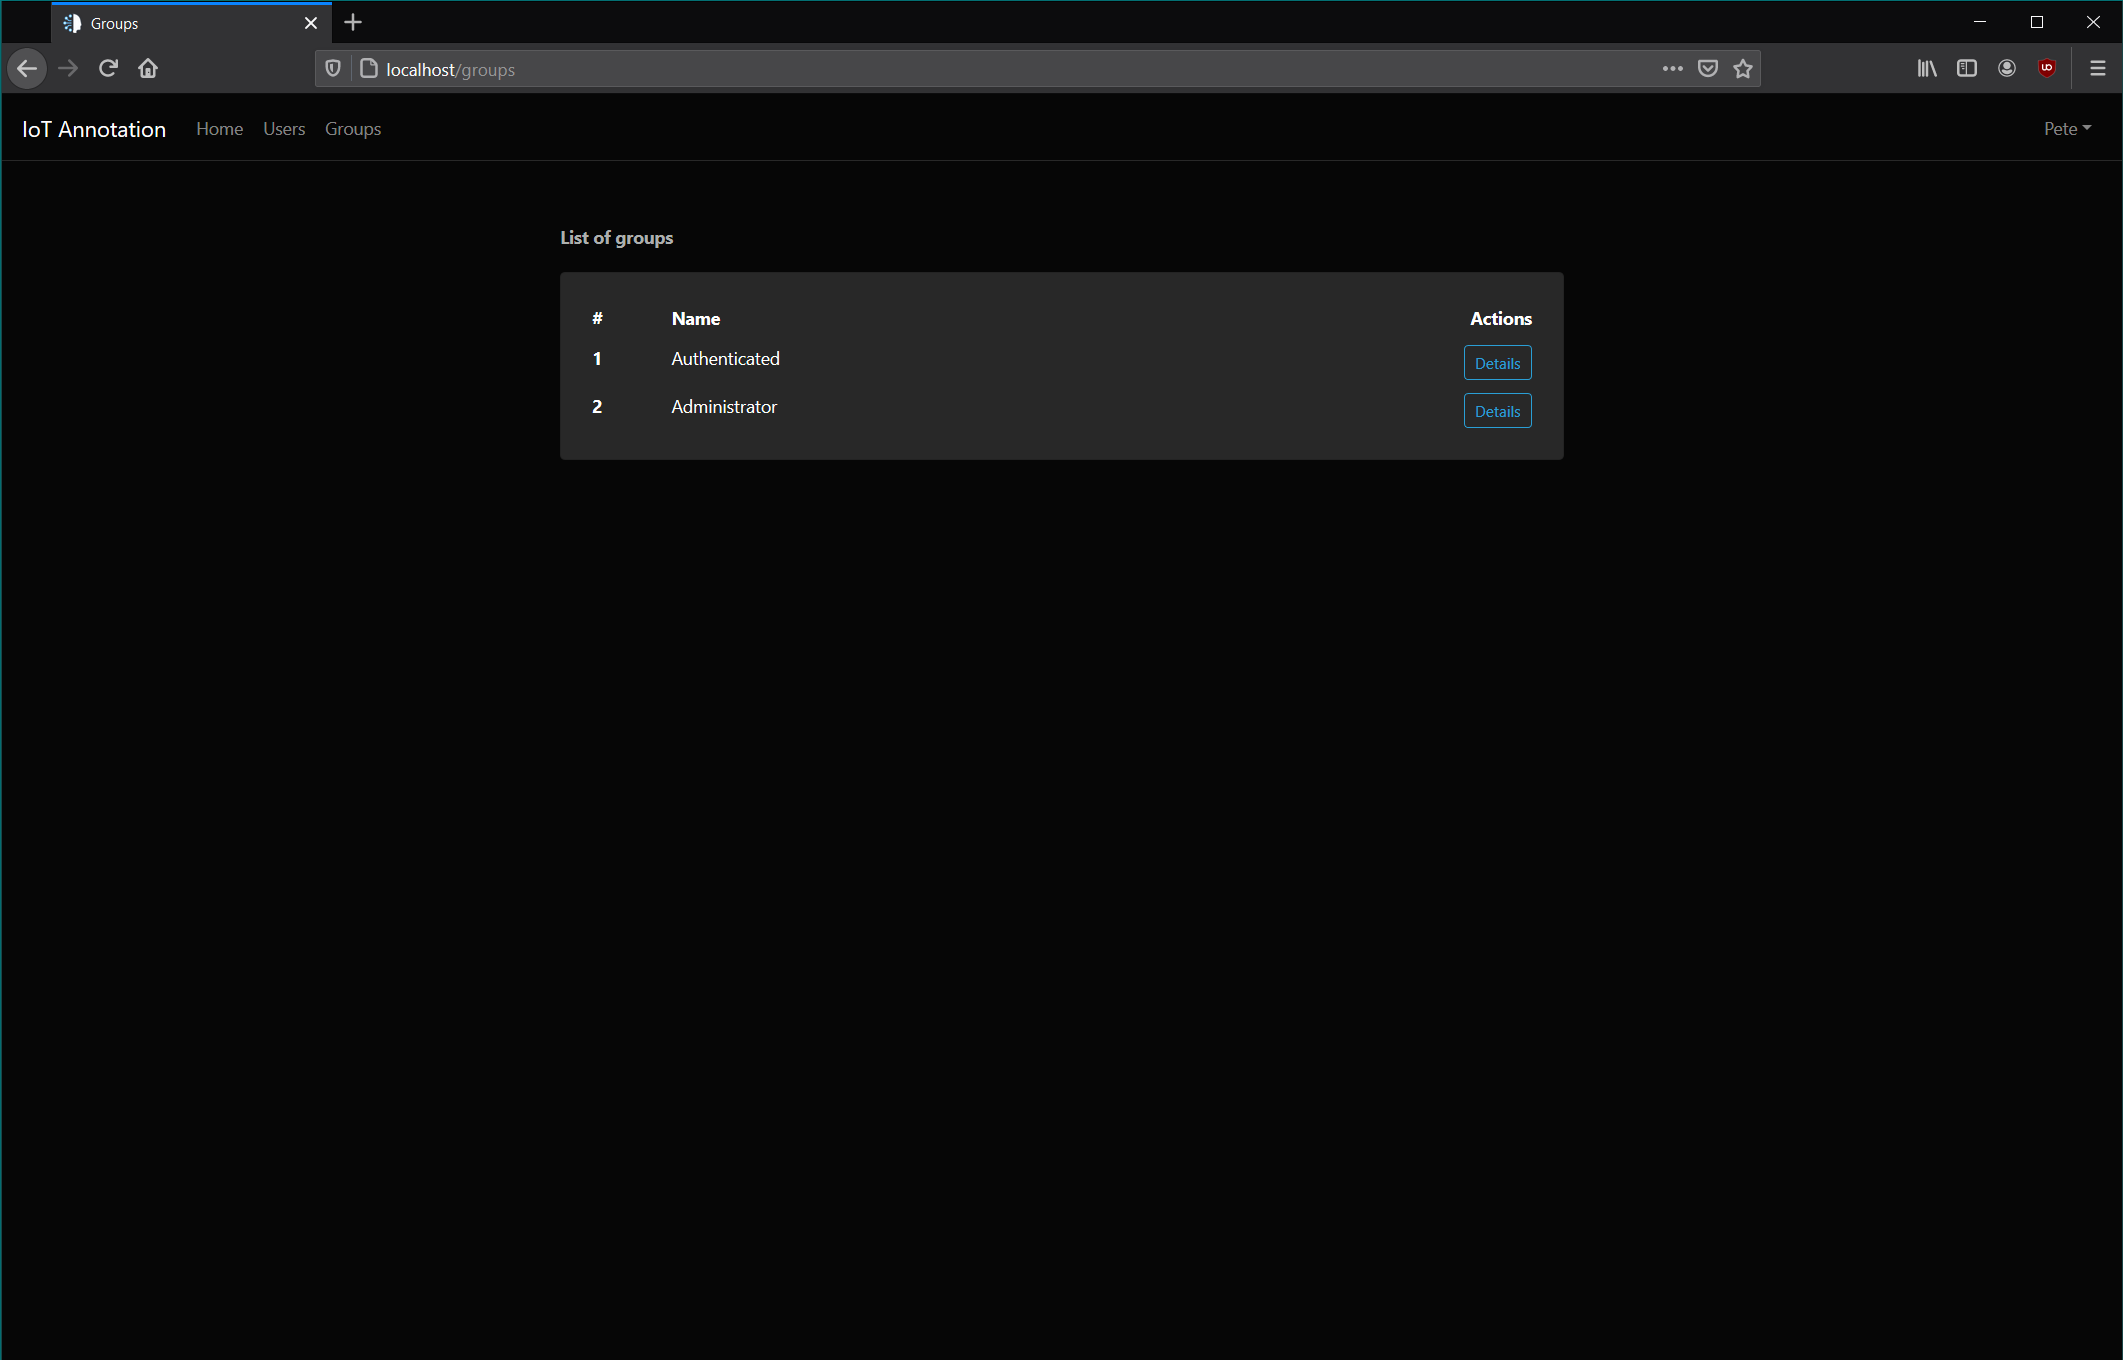 Groups
localhost/groups
IoT Annotation Home Users Groups Pete
List of groups
# Name Actions
1 Authenticated Details
2 Administrator Details